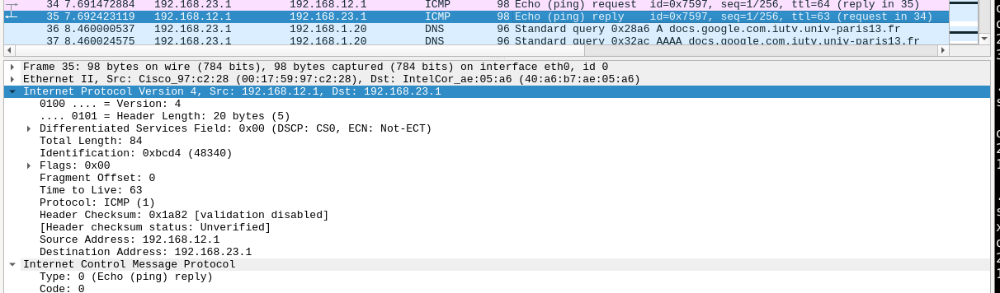 34 7.691472884 192.168.23.1 192.168.12.1 ICMP 98 Echo (ping) request id=0x7597, seq=1/256, ttl=64 (reply in 35)
35 7.692423119 192.168.12.1 192.168.23.1 ICMP 98 Echo (ping) reply id=0x7597, seq=1/256, ttl=63 (request in 34)
36 8.460000537 192.168.23.1 192.168.1.20 DNS 96 Standard query 0x28a6 A docs.google.com.iutv.univ-paris13.fr
37 8.460024575 192.168.23.1 192.168.1.20 DNS 96 Standard query 0x32ac AAAA docs.google.com.iutv.univ-paris13.fr
Frame 35: 98 bytes on wire (784 bits), 98 bytes captured (784 bits) on interface eth0, id 0
Ethernet II, Src: Cisco_97:c2:28 (00:17:59:97:c2:28), Dst: IntelCor_ae:05:a6 (40:a6:b7:ae:05:a6)
Internet Protocol Version 4, Src: 192.168.12.1, Dst: 192.168.23.1
0100 .... = Version: 4
.... 0101 = Header Length: 20 bytes (5)
Differentiated Services Field: 0x00 (DSCP: CS0, ECN: Not-ECT)
Total Length: 84
Identification: 0xbcd4 (48340)
Flags: 0x00
Fragment Offset: 0
Time to Live: 63
Protocol: ICMP (1)
Header Checksum: 0x1a82 [validation disabled]
[Header checksum status: Unverified]
Source Address: 192.168.12.1
Destination Address: 192.168.23.1
Internet Control Message Protocol
Type: 0 (Echo (ping) reply)
Code: 0